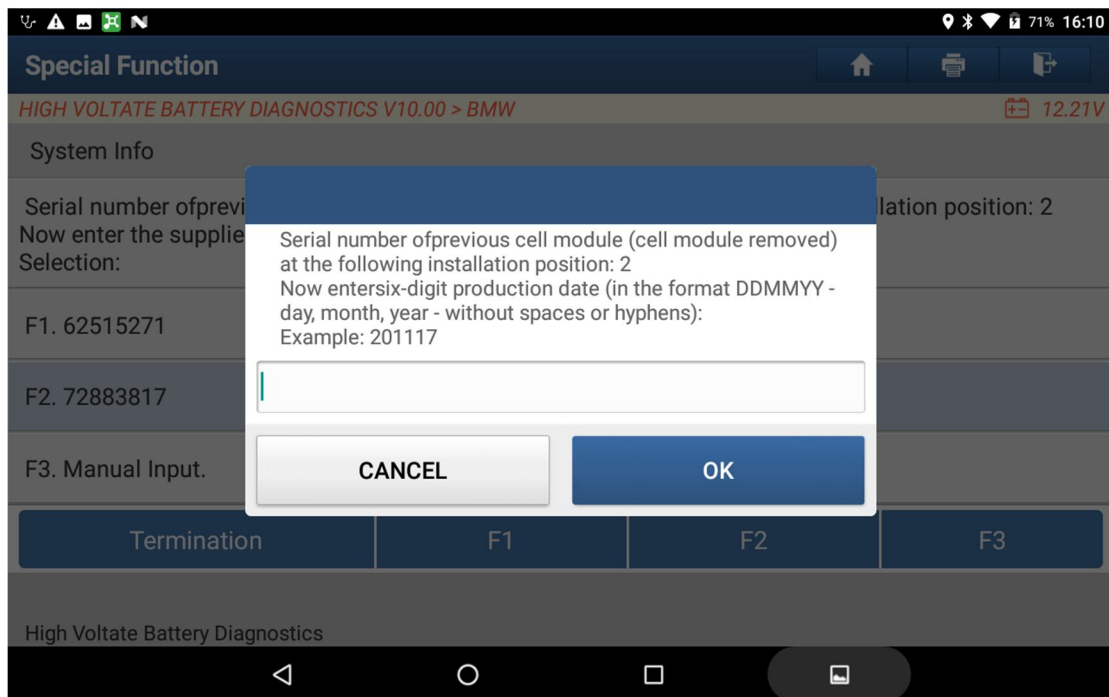 71% 16:10
Special Function
HIGH VOLTATE BATTERY DIAGNOSTICS V10.00 > BMW 12.21V
System Info
Serial number ofprevi
lation position: 2
Now enter the supplie
Selection:
Serial number ofprevious cell module (cell module removed)
at the following installation position: 2
Now entersix-digit production date (in the format DDMMYY -
day, month, year - without spaces or hyphens):
Example: 201117
F1. 62515271
F2. 72883817
F3. Manual Input.
CANCEL OK
Termination F1 F2 F3
High Voltate Battery Diagnostics